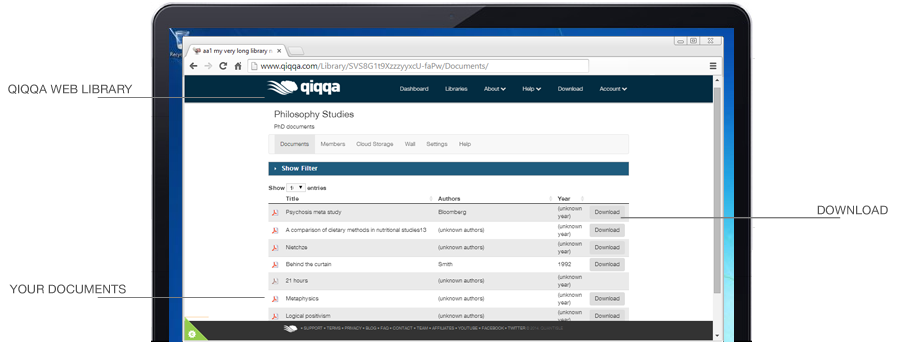 aa1 my very long library n
www.qiqqa.com/Library/SVS8G1t9XzzzyyxcU-faPw/Documents/
QIQQA WEB LIBRARY
qiqqa Dashboard Libraries About Help Download Account
Philosophy Studies
PhD documents
Documents Members Cloud Storage Wall Settings Help
Show Filter
Show 1 entries
Title Authors Year
Psychosis meta study Bloomberg (unknown year) Download
DOWNLOAD
A comparison of dietary methods in nutritional studies13 (unknown authors) (unknown year) Download
Nietchze (unknown authors) (unknown year) Download
Behind the curtain Smith 1992 Download
21 hours (unknown authors) (unknown year)
YOUR DOCUMENTS
Metaphysics (unknown authors) (unknown year) Download
Logical positivism (unknown authors) (unknown Download
• SUPPORT • TERMS • PRIVACY • BLOG • FAQ • CONTACT • TEAM • AFFILIATES • YOUTUBE • FACEBOOK • TWITTER